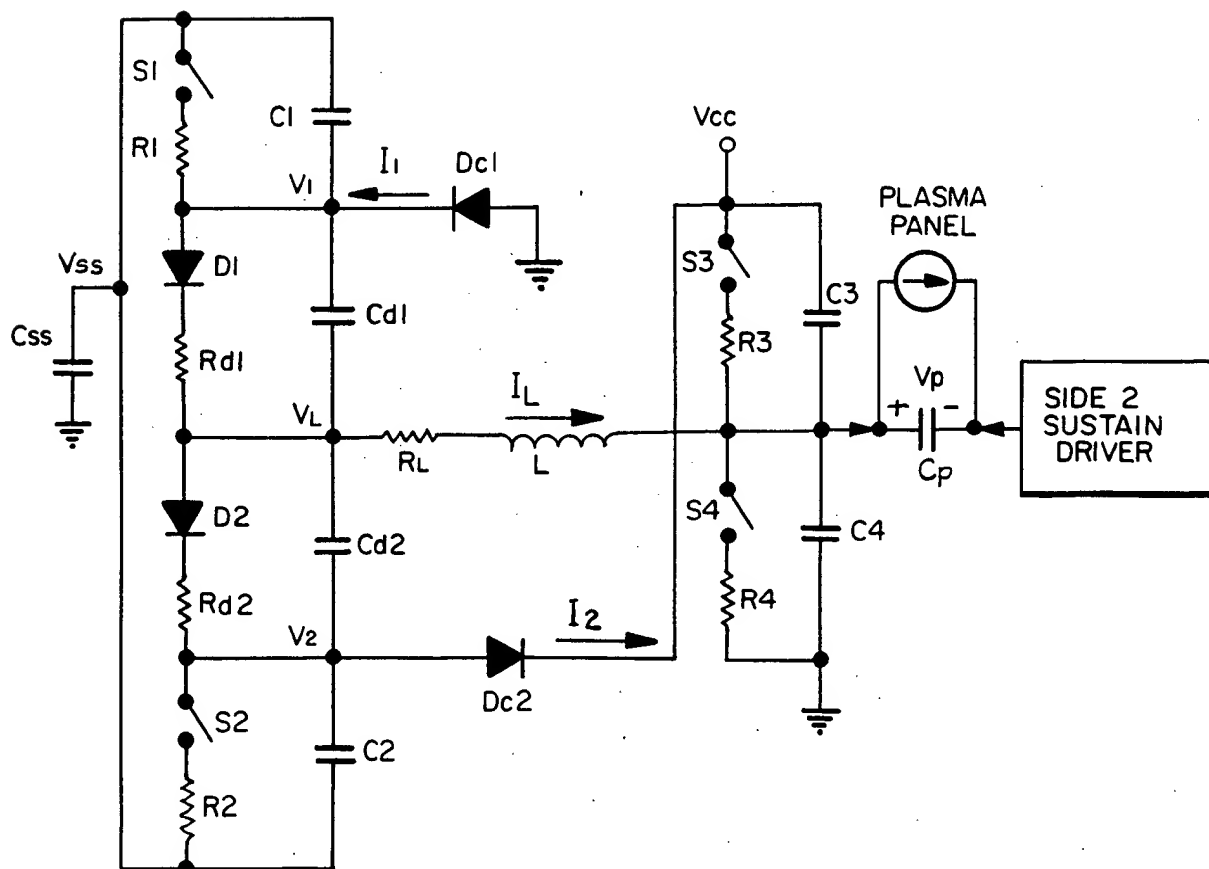 S1
R1
C1
V1
I1
Dc1
Vcc
PLASMA
PANEL
Vss
D1
Css
Cd1
Rd1
S3
C3
R3
VL
IL
RL
L
Vp
+
-
Cp
SIDE 2
SUSTAIN
DRIVER
D2
Cd2
S4
C4
Rd2
R4
V2
I2
Dc2
S2
C2
R2